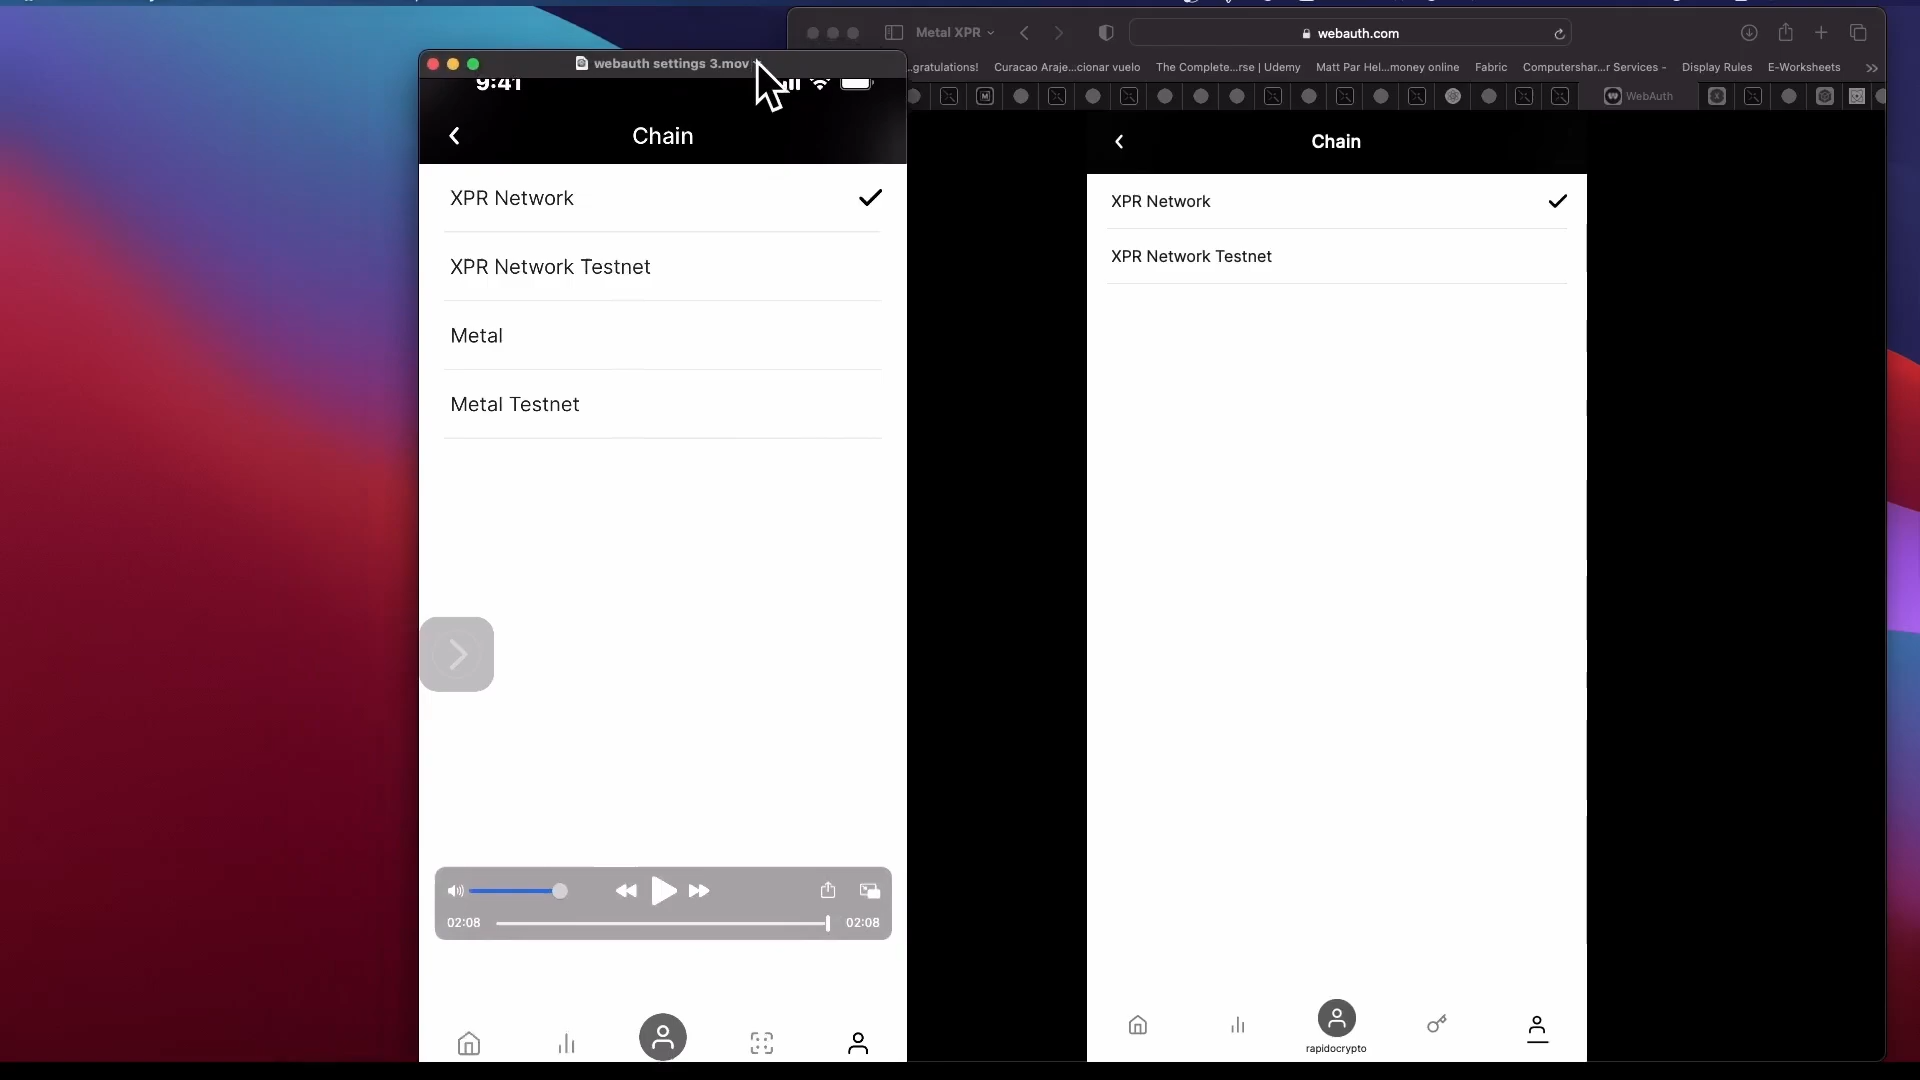 webauth settings 3.mov
9:41
Chain
XPR Network
XPR Network Testnet
Metal
Metal Testnet
02:08
02:08
Metal XPR
webauth.com
..gratulations!
Curacao Araje...cionar vuelo
The Complete...rse | Udemy
Matt Par Hel...money online
Fabric
Computershar...r Services -
Display Rules
E-Worksheets
WebAuth
Chain
XPR Network
XPR Network Testnet
rapidocrypto